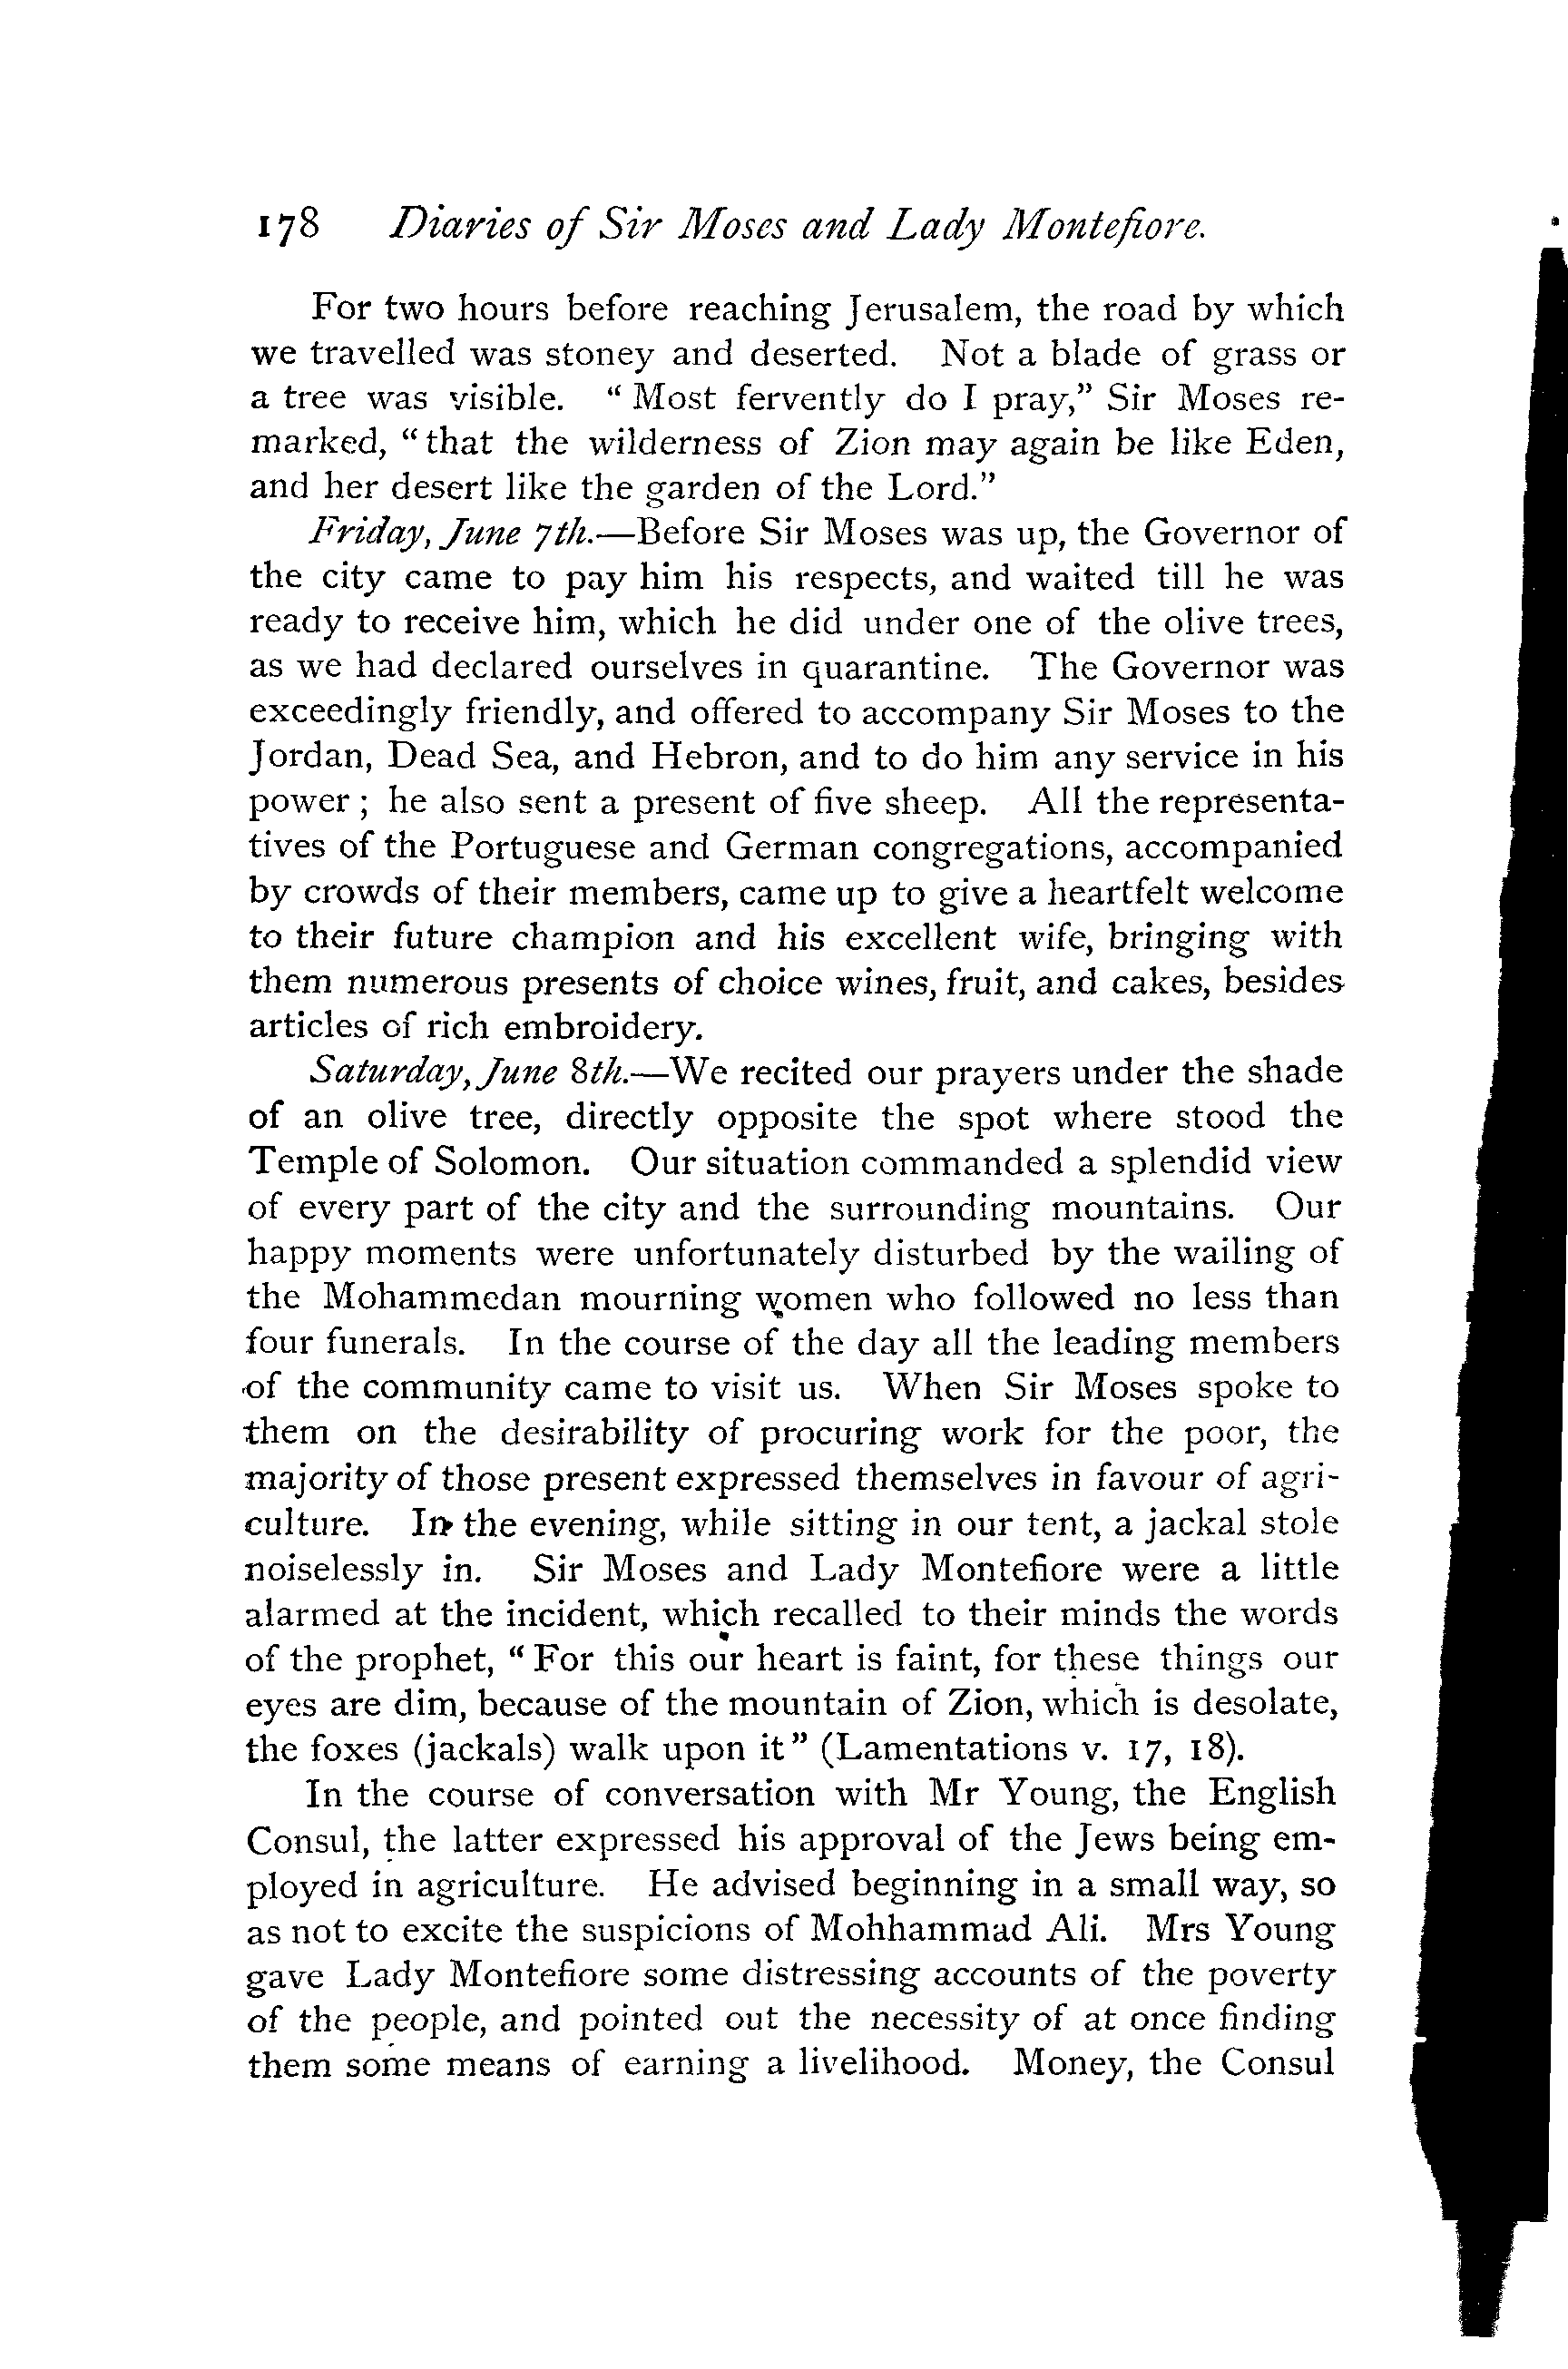 178 Diaries of Sir Moses and Lady Montefiore.
For two hours before reaching Jerusalem, the road by which
we travelled was stoney and deserted. Not a blade of grass or
a tree was visible. “ Most fervently do I pray,” Sir Moses re-
marked, “ that the wilderness of Zion may again be like Eden,
and her desert like the garden of the Lord.”
Friday, June 7th.—Before Sir Moses was up, the Governor of
the city came to pay him his respects, and waited till he was
ready to receive him, which he did under one of the olive trees,
as we had declared ourselves in quarantine. The Governor was
exceedingly friendly, and offered to accompany Sir Moses to the
Jordan, Dead Sea, and Hebron, and to do him any service in his
power ; he also sent a present of five sheep. All the representa-
tives of the Portuguese and German congregations, accompanied
by crowds of their members, came up to give a heartfelt welcome
to their future champion and his excellent wife, bringing with
them numerous presents of choice wines, fruit, and cakes, besides
articles of rich embroidery.
Saturday, June 8th.—We recited our prayers under the shade
of an olive tree, directly opposite the spot where stood the
Temple of Solomon. Our situation commanded a splendid view
of every part of the city and the surrounding mountains. Our
happy moments were unfortunately disturbed by the wailing of
the Mohammedan mourning women who followed no less than
four funerals. In the course of the day all the leading members
of the community came to visit us. When Sir Moses spoke to
them on the desirability of procuring work for the poor, the
majority of those present expressed themselves in favour of agri-
culture. In the evening, while sitting in our tent, a jackal stole
noiselessly in. Sir Moses and Lady Montefiore were a little
alarmed at the incident, which recalled to their minds the words
of the prophet, “ For this our heart is faint, for these things our
eyes are dim, because of the mountain of Zion, which is desolate,
the foxes (jackals) walk upon it” (Lamentations v. 17, 18).
In the course of conversation with Mr Young, the English
Consul, the latter expressed his approval of the Jews being em-
ployed in agriculture. He advised beginning in a small way, so
as not to excite the suspicions of Mohhammad Ali. Mrs Young
gave Lady Montefiore some distressing accounts of the poverty
of the people, and pointed out the necessity of at once finding
them some means of earning a livelihood. Money, the Consul